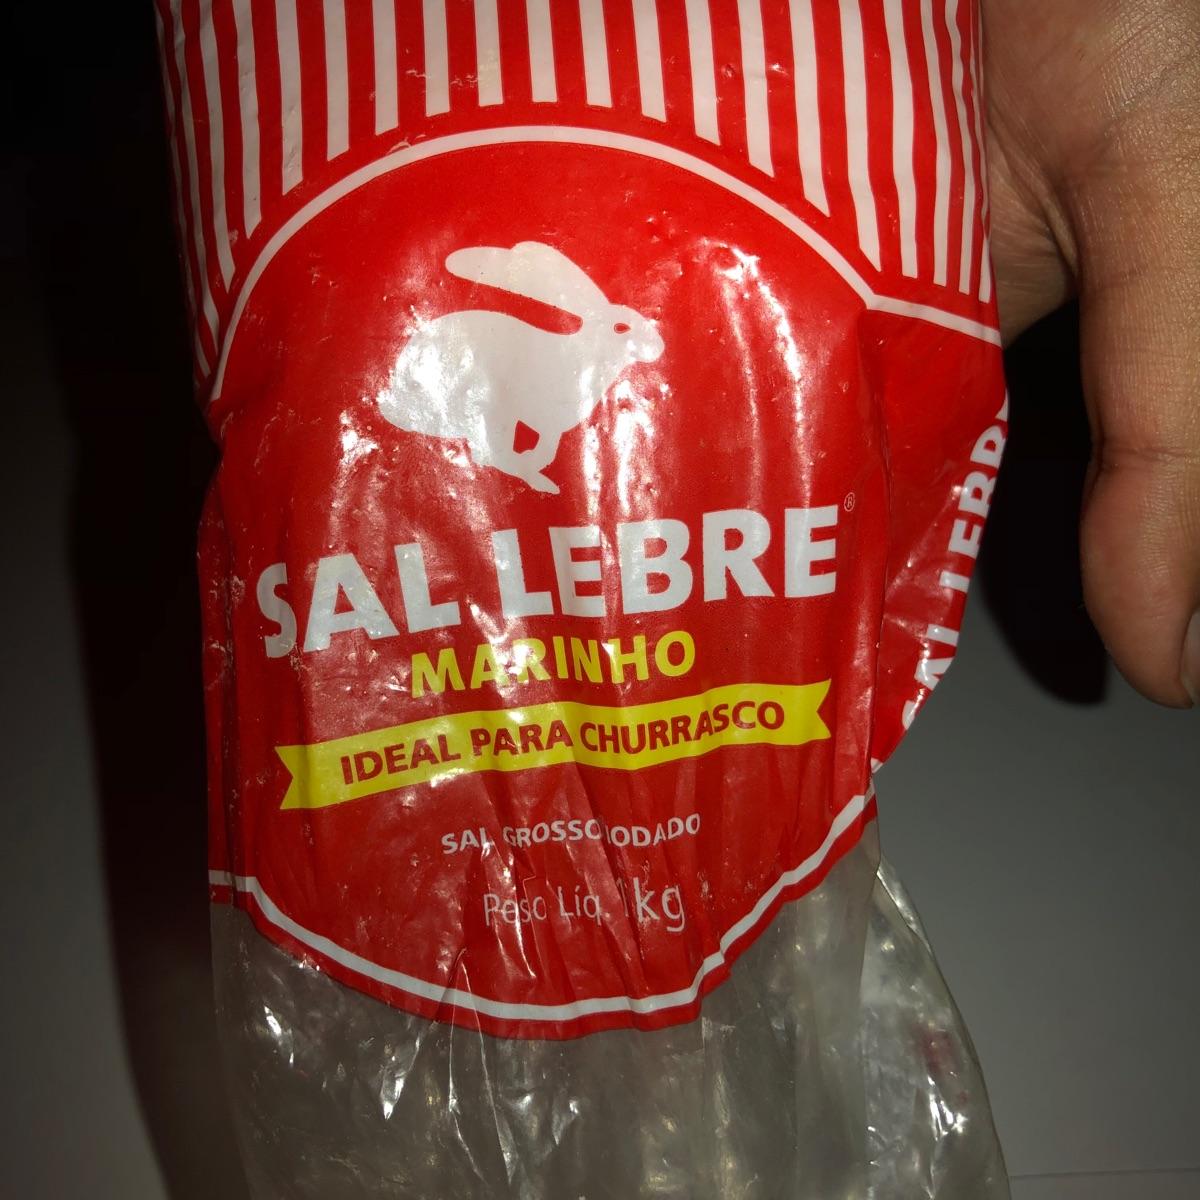 SAL LEBRE®
MARINHO
IDEAL PARA CHURRASCO
SAL GROSSO IODADO
Peso Líq. 1kg
SAL LEBRE